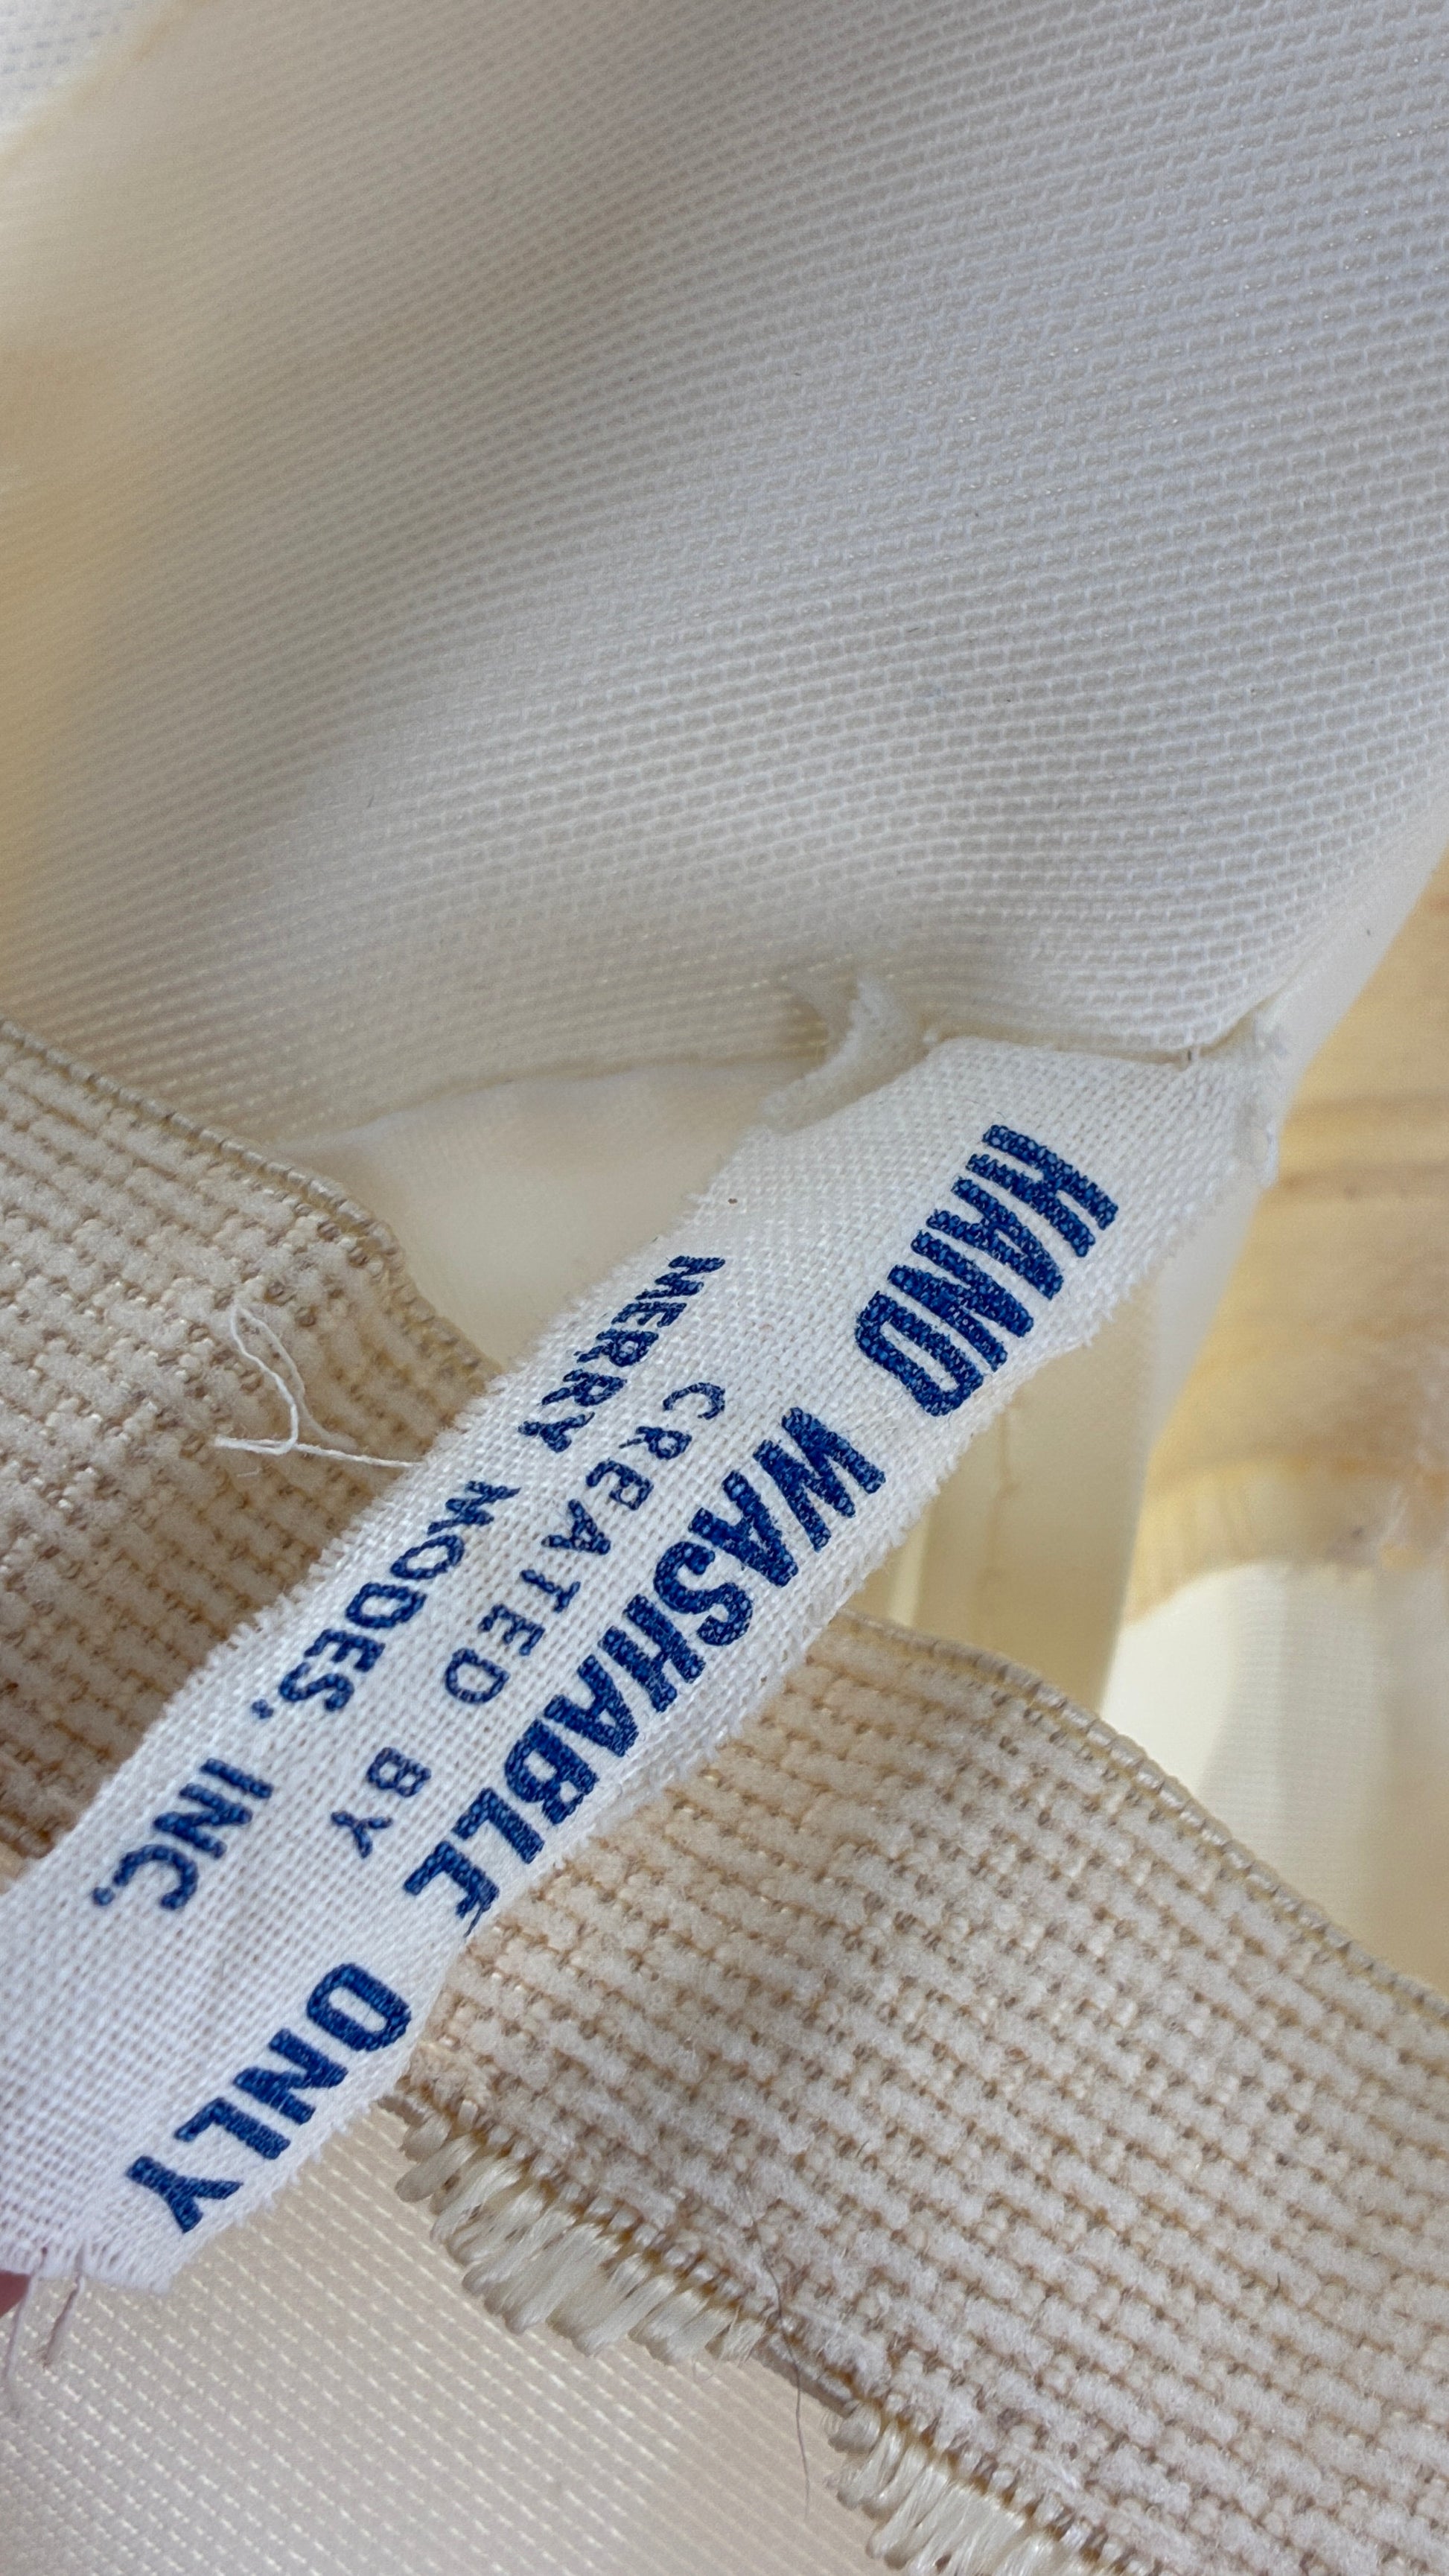 HAND WASHABLE ONLY
CREATED BY
MERRY MODES, INC.